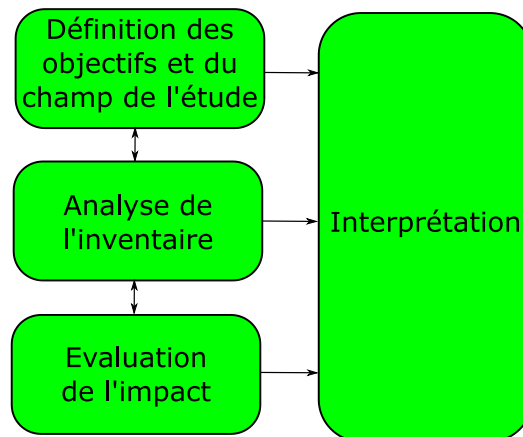 Définition des
objectifs et du
champ de l'étude
Analyse de
l'inventaire
Interprétation
Evaluation
de l'impact